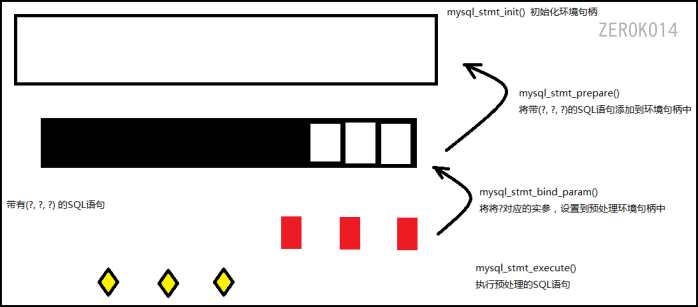 mysql_stmt_init() 初始化环境句柄
ZER0K014
mysql_stmt_prepare()
将带(?, ?, ?)的SQL语句添加到环境句柄中
mysql_stmt_bind_param()
将将?对应的实参，设置到预处理环境句柄中
带有(?, ?, ?) 的SQL语句
mysql_stmt_execute()
执行预处理的SQL语句